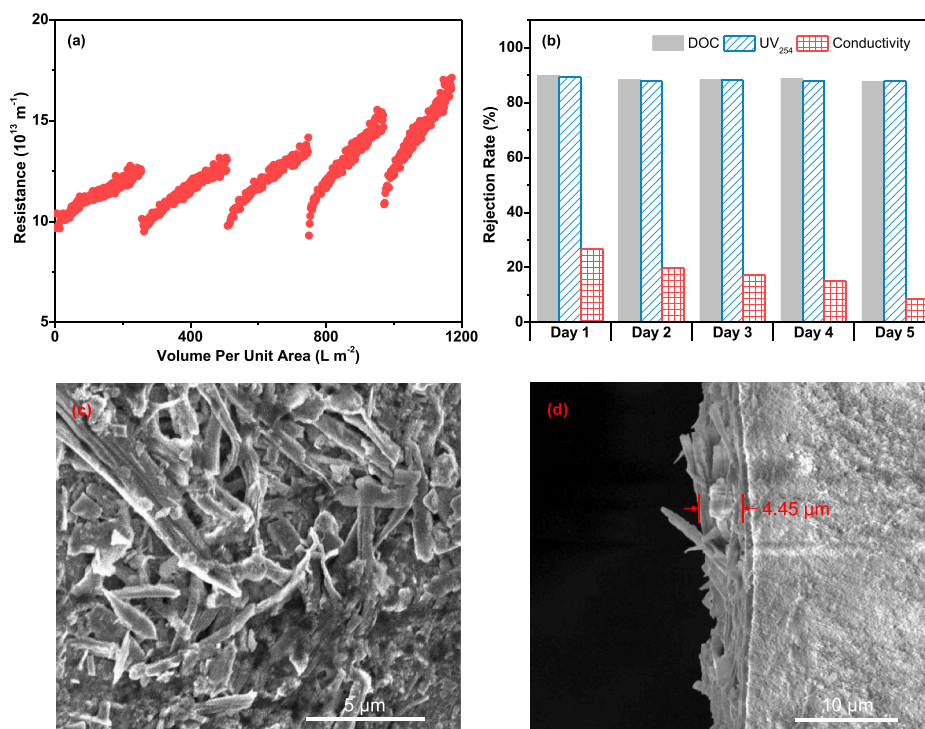 (a)
20
15
10
5
Resistance (10¹³ m⁻¹)
0
400
800
1200
Volume Per Unit Area (L m⁻²)
(b)
DOC
UV₂₅₄
Conductivity
100
80
60
40
20
0
Rejection Rate (%)
Day 1
Day 2
Day 3
Day 4
Day 5
(c)
5 µm
(d)
4.45 µm
10 µm